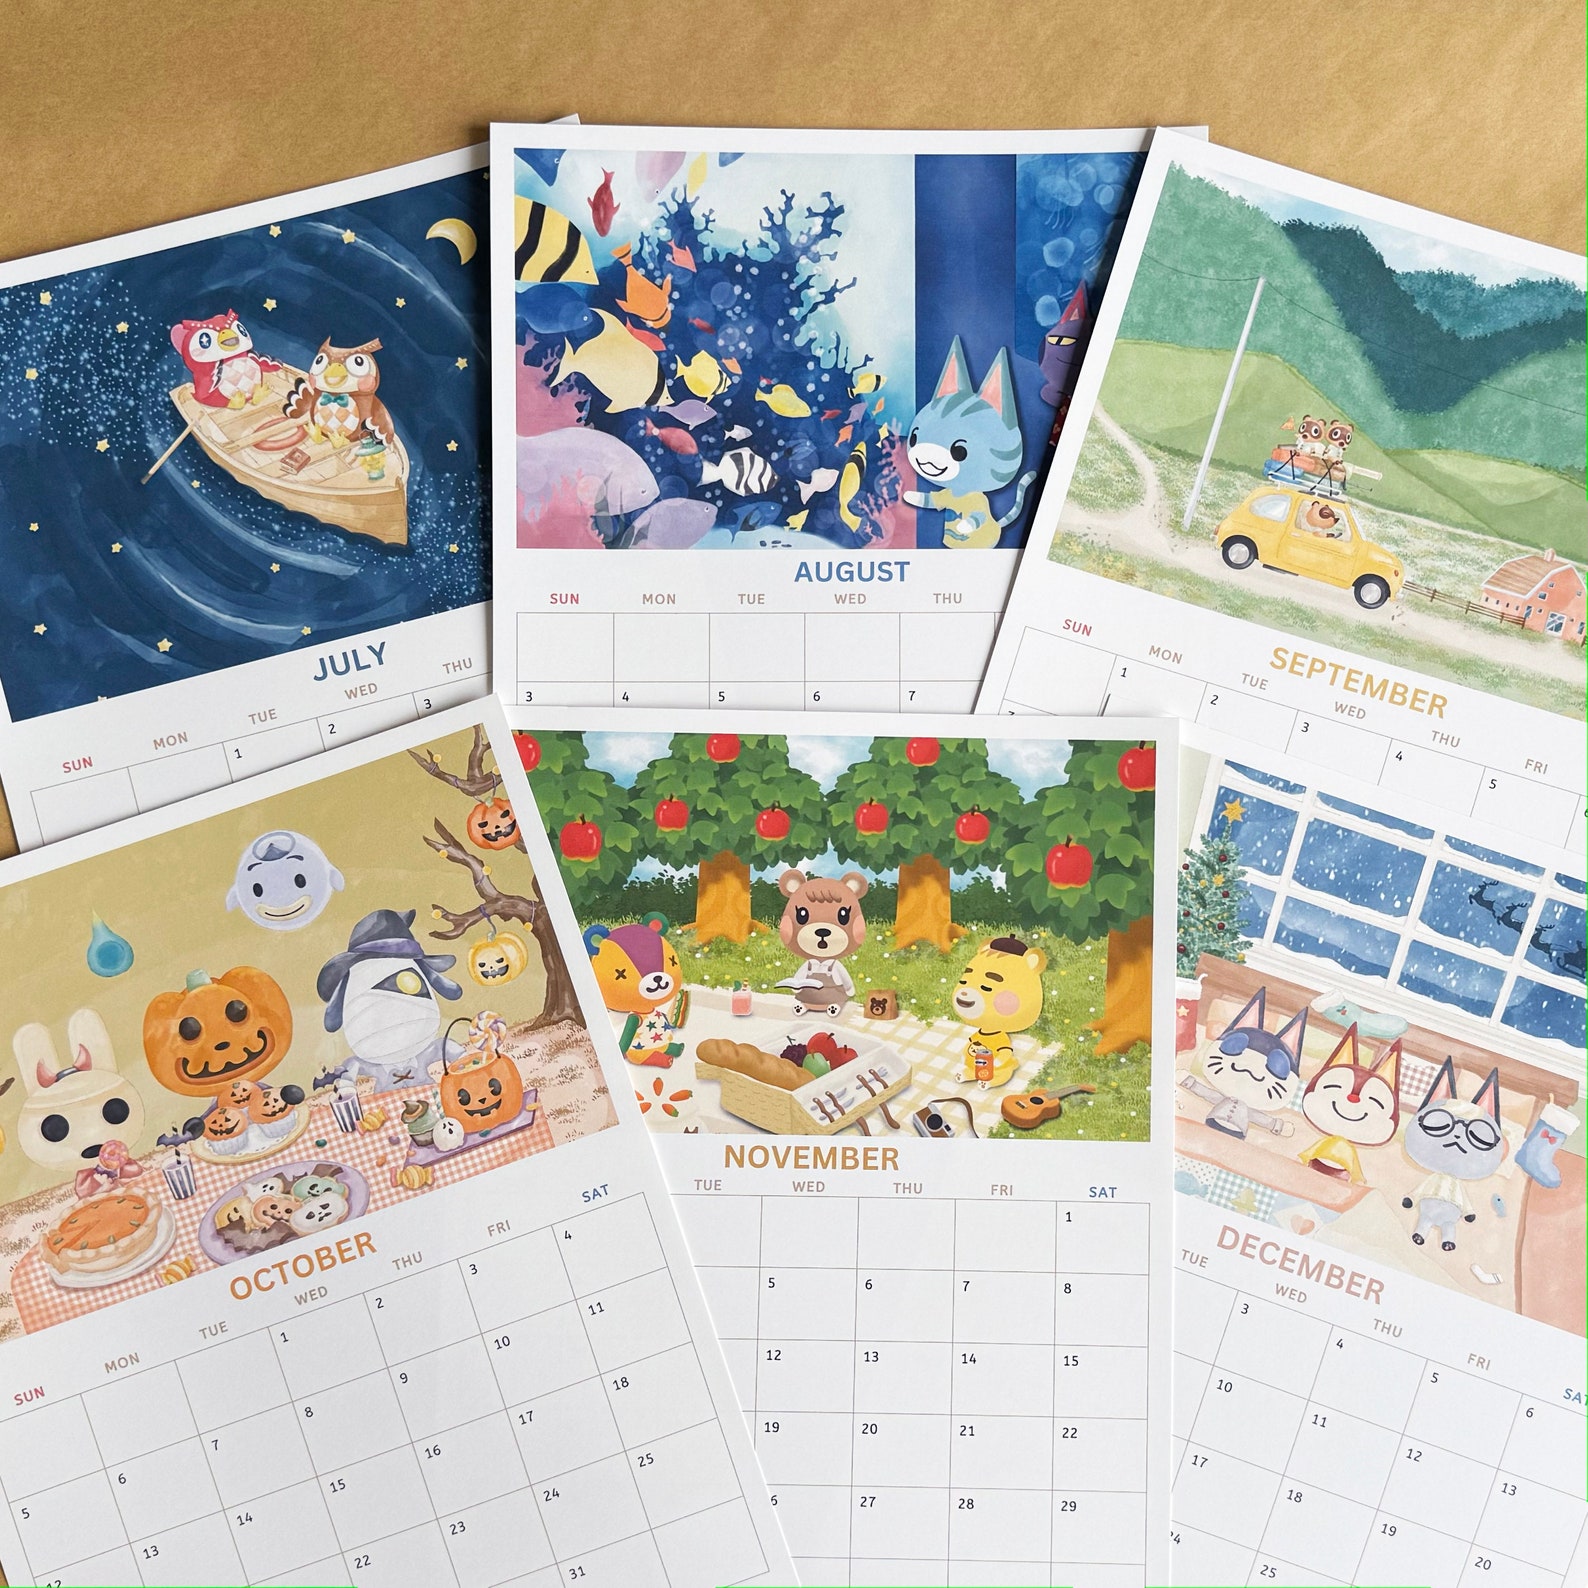 JULY
SUN MON TUE WED THU
1 2 3
AUGUST
SUN MON TUE WED THU
3 4 5 6 7
SEPTEMBER
SUN MON TUE WED THU FRI
1 2 3 4 5
OCTOBER
SUN MON TUE WED THU FRI SAT
1 2 3 4
5 6 7 8 9 10 11
12 13 14 15 16 17 18
22 23 24 25
31
NOVEMBER
TUE WED THU FRI SAT
1
5 6 7 8
12 13 14 15
19 20 21 22
27 28 29
DECEMBER
TUE WED THU FRI SAT
3 4 5 6
10 11 12 13
17 18 19 20
25